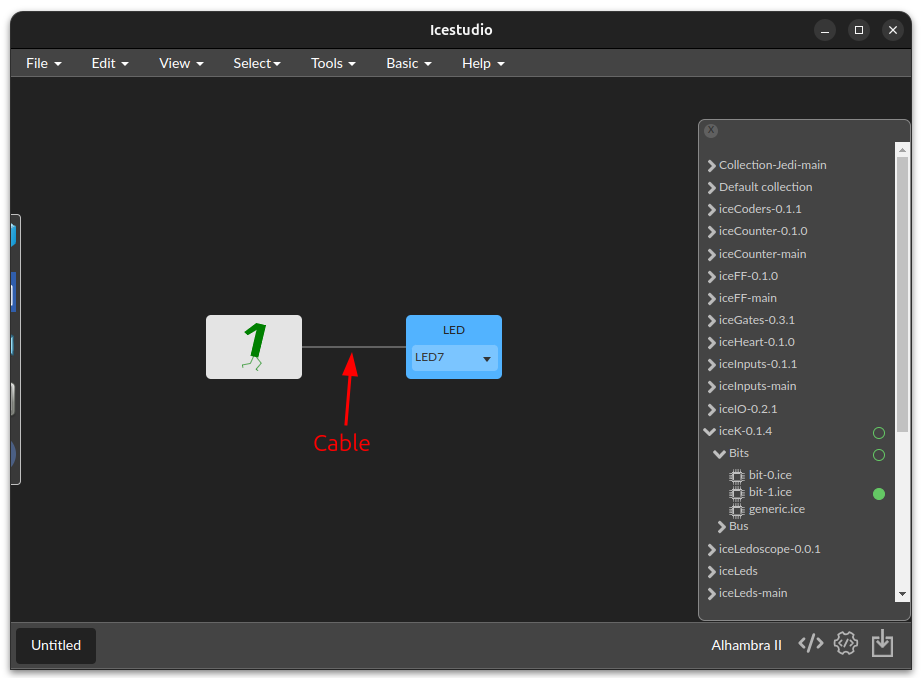 Icestudio
File Edit View Select Tools Basic Help
X
Collection-Jedi-main
Default collection
iceCoders-0.1.1
iceCounter-0.1.0
iceCounter-main
iceFF-0.1.0
iceFF-main
iceGates-0.3.1
iceHeart-0.1.0
iceInputs-0.1.1
iceInputs-main
iceIO-0.2.1
iceK-0.1.4
Bits
bit-0.ice
bit-1.ice
generic.ice
Bus
iceLedoscope-0.0.1
iceLeds
iceLeds-main
1
LED
LED7
Cable
Untitled
Alhambra II